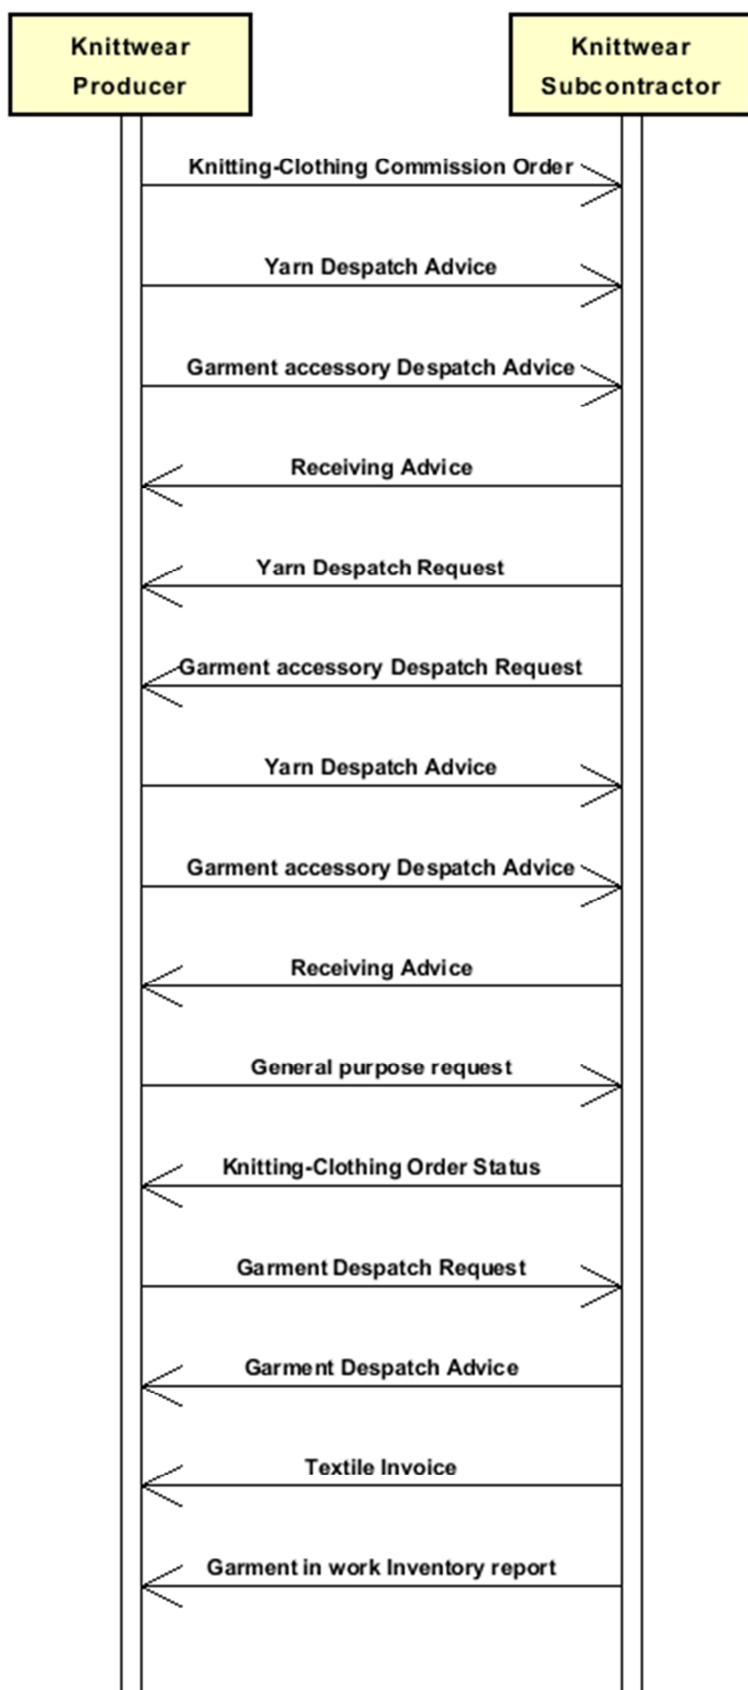 Knittwear
Producer
Knittwear
Subcontractor
Knitting-Clothing Commission Order
Yarn Despatch Advice
Garment accessory Despatch Advice
Receiving Advice
Yarn Despatch Request
Garment accessory Despatch Request
Yarn Despatch Advice
Garment accessory Despatch Advice
Receiving Advice
General purpose request
Knitting-Clothing Order Status
Garment Despatch Request
Garment Despatch Advice
Textile Invoice
Garment in work Inventory report